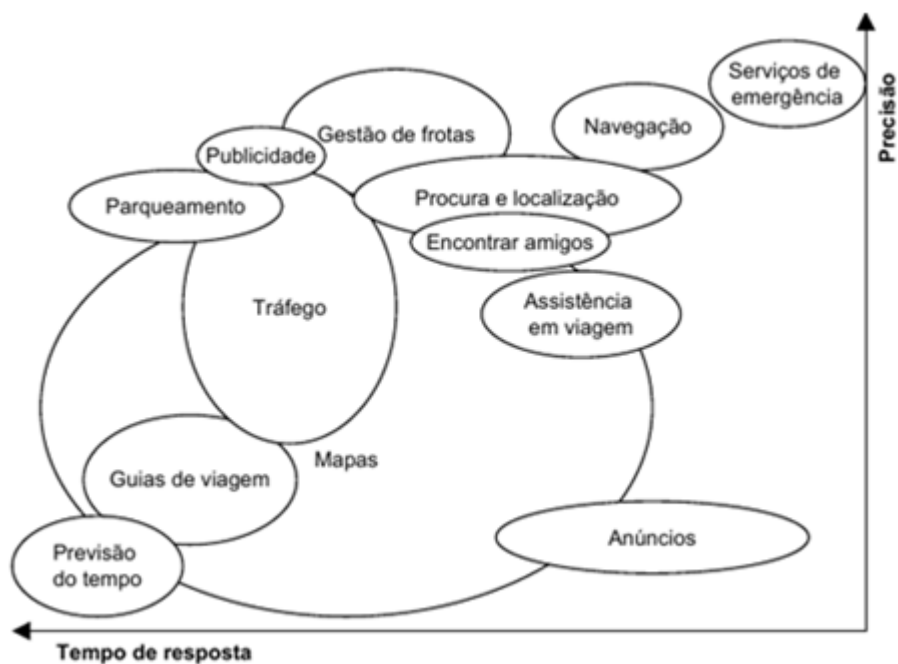 Serviços de
emergência
Precisão
Navegação
Gestão de frotas
Publicidade
Parqueamento
Procura e localização
Encontrar amigos
Tráfego
Assistência
em viagem
Mapas
Guias de viagem
Anúncios
Previsão
do tempo
Tempo de resposta